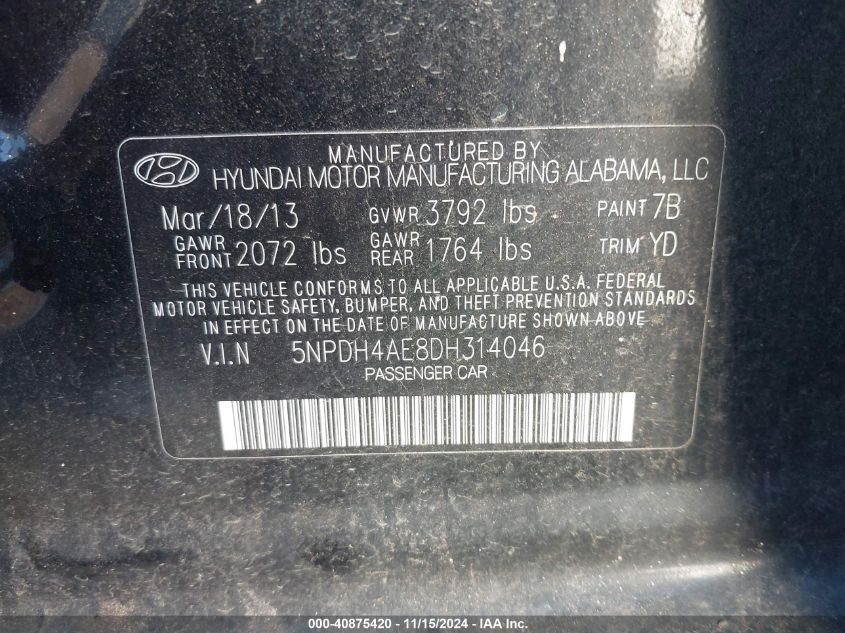 MANUFACTURED BY
HYUNDAI MOTOR MANUFACTURING ALABAMA, LLC
Mar/18/13 GVWR 3792 lbs PAINT 7B
GAWR FRONT 2072 lbs GAWR REAR 1764 lbs TRIM YD
THIS VEHICLE CONFORMS TO ALL APPLICABLE U.S.A. FEDERAL
MOTOR VEHICLE SAFETY, BUMPER, AND THEFT PREVENTION STANDARDS
IN EFFECT ON THE DATE OF MANUFACTURE SHOWN ABOVE.
V.I.N 5NPDH4AE8DH314046
PASSENGER CAR
000-40875420 - 11/15/2024 - IAA Inc.